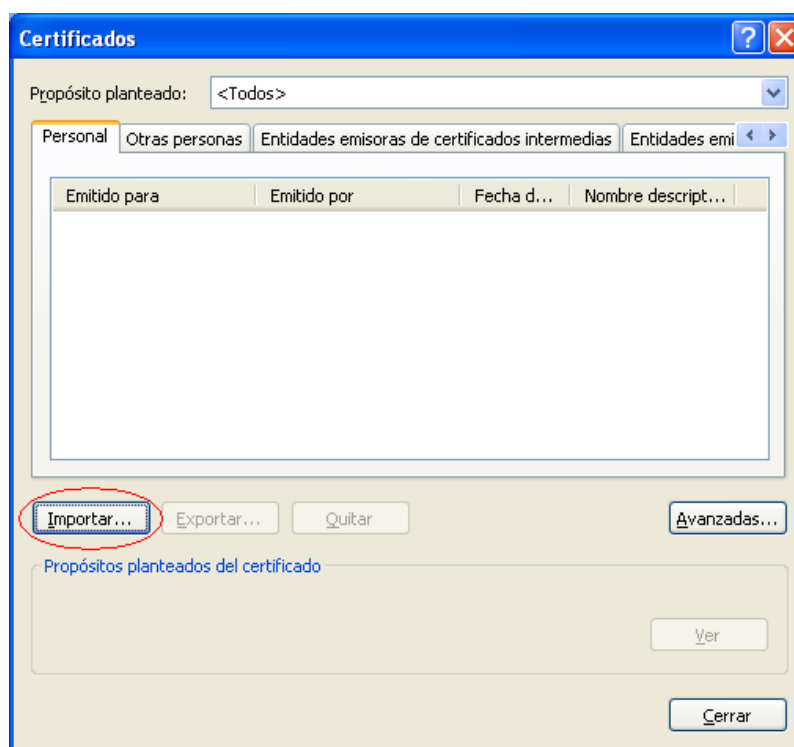 Certificados
Propósito planteado: <Todos>
Personal Otras personas Entidades emisoras de certificados intermedias Entidades emi
Emitido para Emitido por Fecha d... Nombre descript...
Importar... Exportar... Quitar Avanzadas...
Propósitos planteados del certificado
Ver
Cerrar